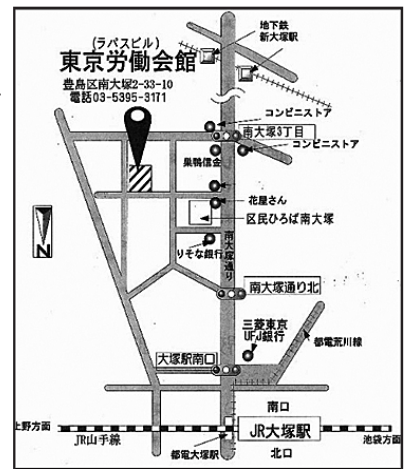 (ラパスビル)
東京労働会館
豊島区南大塚2-33-10
電話03-5395-3171
地下鉄
新大塚駅
コンビニストア
南大塚3丁目
コンビニストア
巣鴨信金
花屋さん
区民ひろば南大塚
りそな銀行
南大塚通り
N
南大塚通り北
三菱東京
UFJ銀行
都電荒川線
大塚駅南口
南口
上野方面
JR山手線
JR大塚駅
池袋方面
都電大塚駅
北口